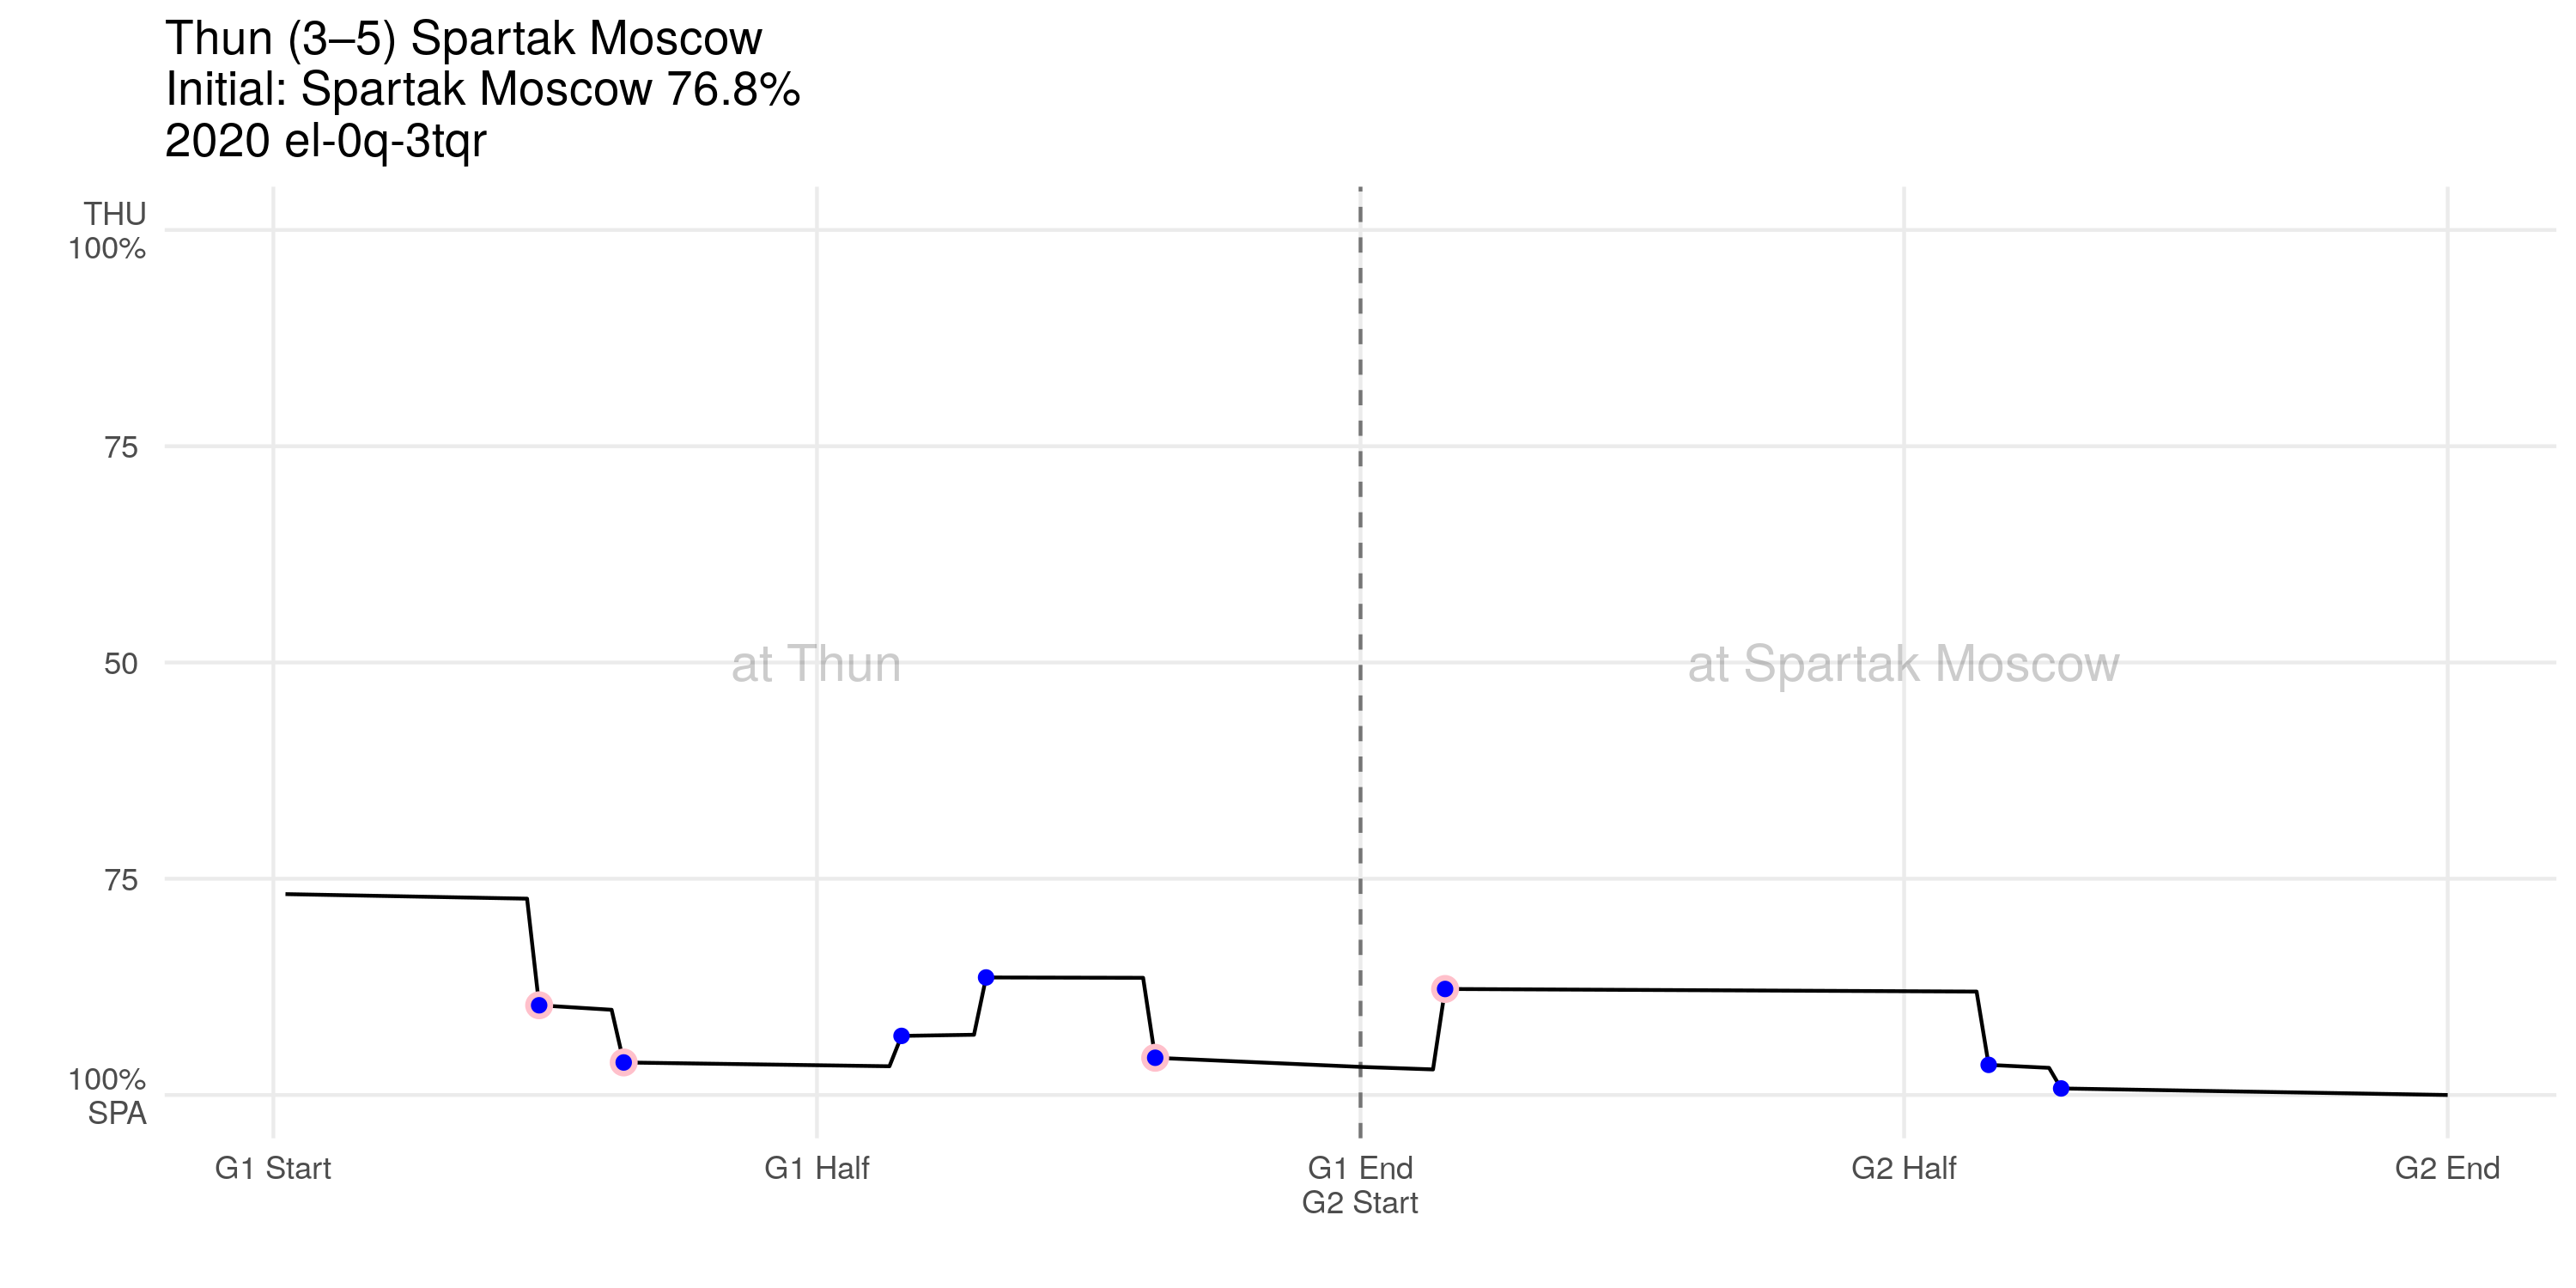 Thun (3–5) Spartak Moscow
Initial: Spartak Moscow 76.8%
2020 el-0q-3tqr
THU
100%
75
50
75
100%
SPA
at Thun
at Spartak Moscow
G1 Start
G1 Half
G1 End
G2 Start
G2 Half
G2 End